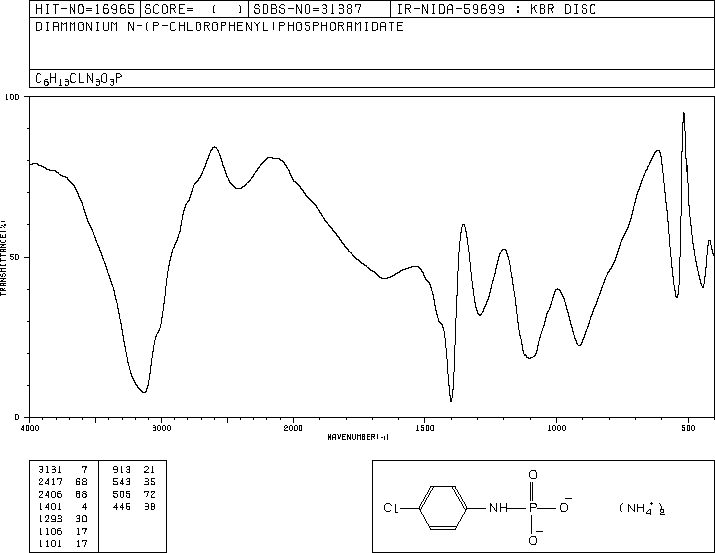 HIT-NO=16965 SCORE= ( ) SDBS-NO=31387 IR-NIDA-59699 : KBR DISC
DIAMMONIUM N-(P-CHLOROPHENYL)PHOSPHORAMIDATE
C6H13CLN3O3P
100
50
0
TRANSMITTANCE(%)
4000 3000 2000 1500 1000 500
WAVENUMBER(-1)
3131 7 913 21
2417 68 543 35
2406 68 505 72
1401 4 446 38
1293 30
1106 17
1101 17
O
Cl NH P O−
O−
(NH4+)2